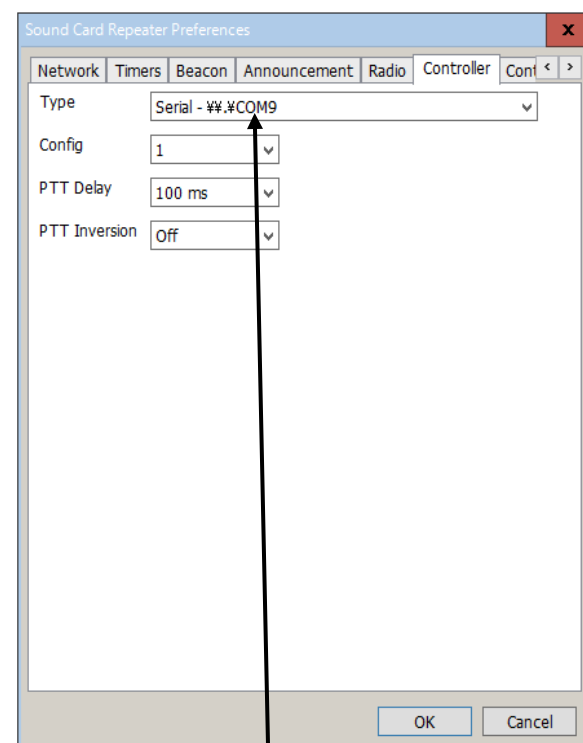 Sound Card Repeater Preferences x
Network Timers Beacon Announcement Radio Controller Cont < >
Type Serial - ¥¥.¥COM9
Config 1
PTT Delay 100 ms
PTT Inversion Off
OK Cancel